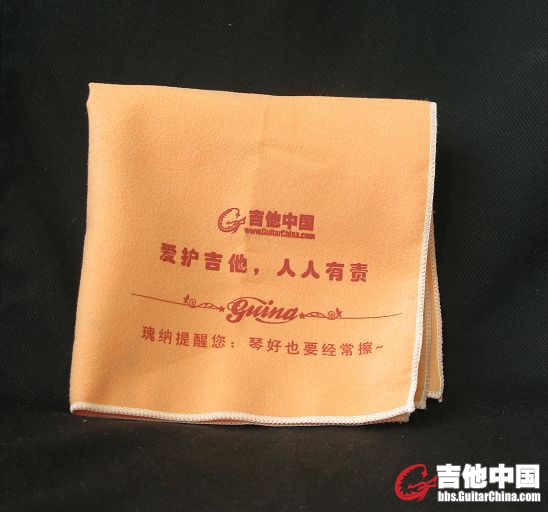 吉他中国
www.GuitarChina.com
爱护吉他，人人有责
Guina
瑰纳提醒您：琴好也要经常擦~
吉他中国
bbs.GuitarChina.com